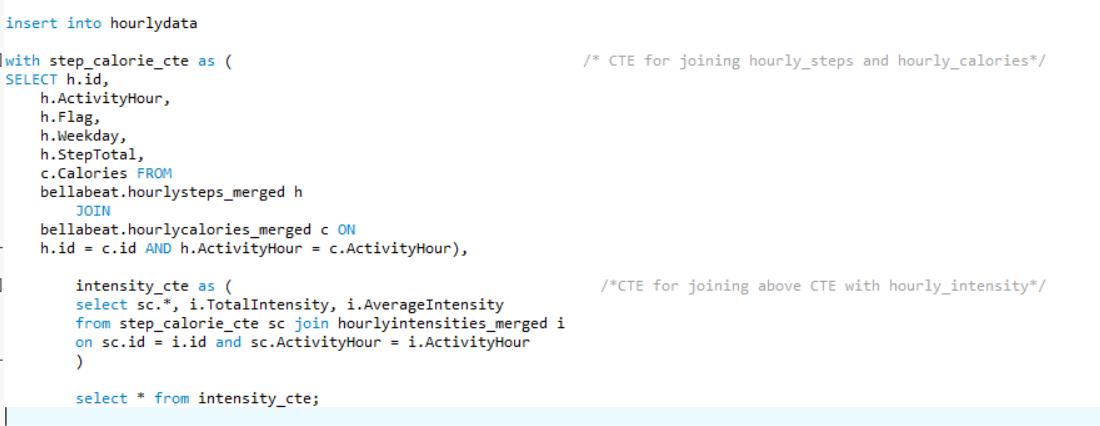 insert into hourlydata
with step_calorie_cte as ( /* CTE for joining hourly_steps and hourly_calories*/
SELECT h.id,
h.ActivityHour,
h.Flag,
h.Weekday,
h.StepTotal,
c.Calories FROM
bellabeat.hourlysteps_merged h
JOIN
bellabeat.hourlycalories_merged c ON
h.id = c.id AND h.ActivityHour = c.ActivityHour),
intensity_cte as ( /*CTE for joining above CTE with hourly_intensity*/
select sc.*, i.TotalIntensity, i.AverageIntensity
from step_calorie_cte sc join hourlyintensities_merged i
on sc.id = i.id and sc.ActivityHour = i.ActivityHour
)
select * from intensity_cte;